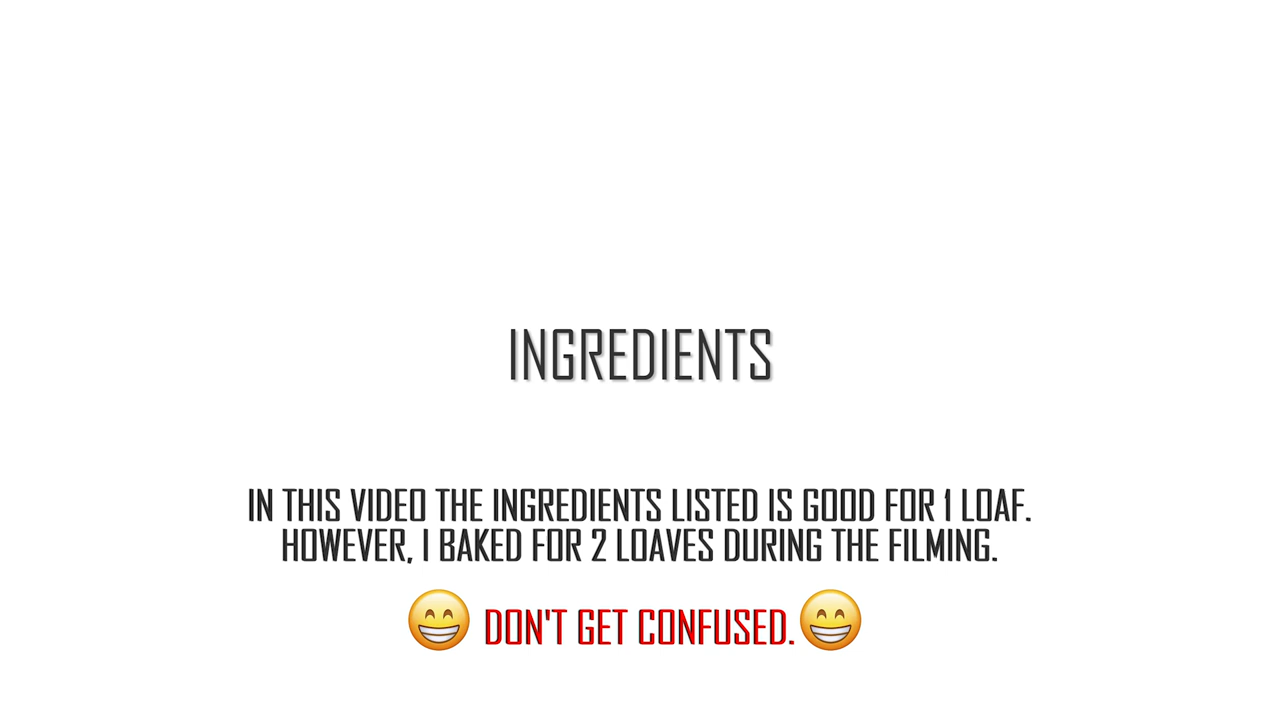 INGREDIENTS
IN THIS VIDEO THE INGREDIENTS LISTED IS GOOD FOR 1 LOAF.
HOWEVER, I BAKED FOR 2 LOAVES DURING THE FILMING.
😁 DON'T GET CONFUSED. 😁